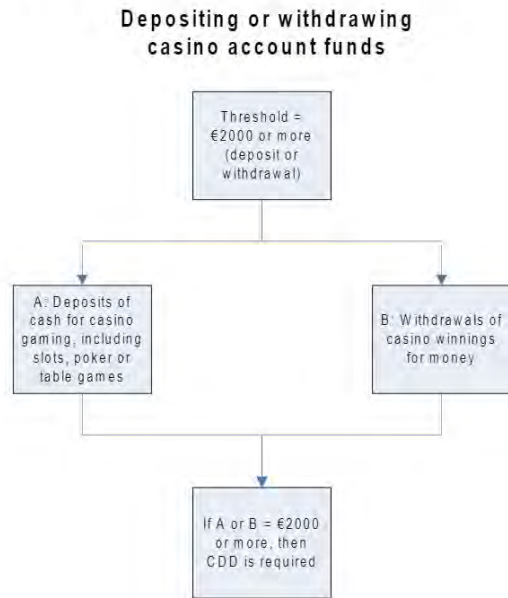 Depositing or withdrawing
casino account funds
Threshold =
€2000 or more
(deposit or
withdrawal)
A: Deposits of
cash for casino
gaming, including
slots, poker or
table games
B: Withdrawals of
casino winnings
for money
If A or B = €2000
or more, then
CDD is required